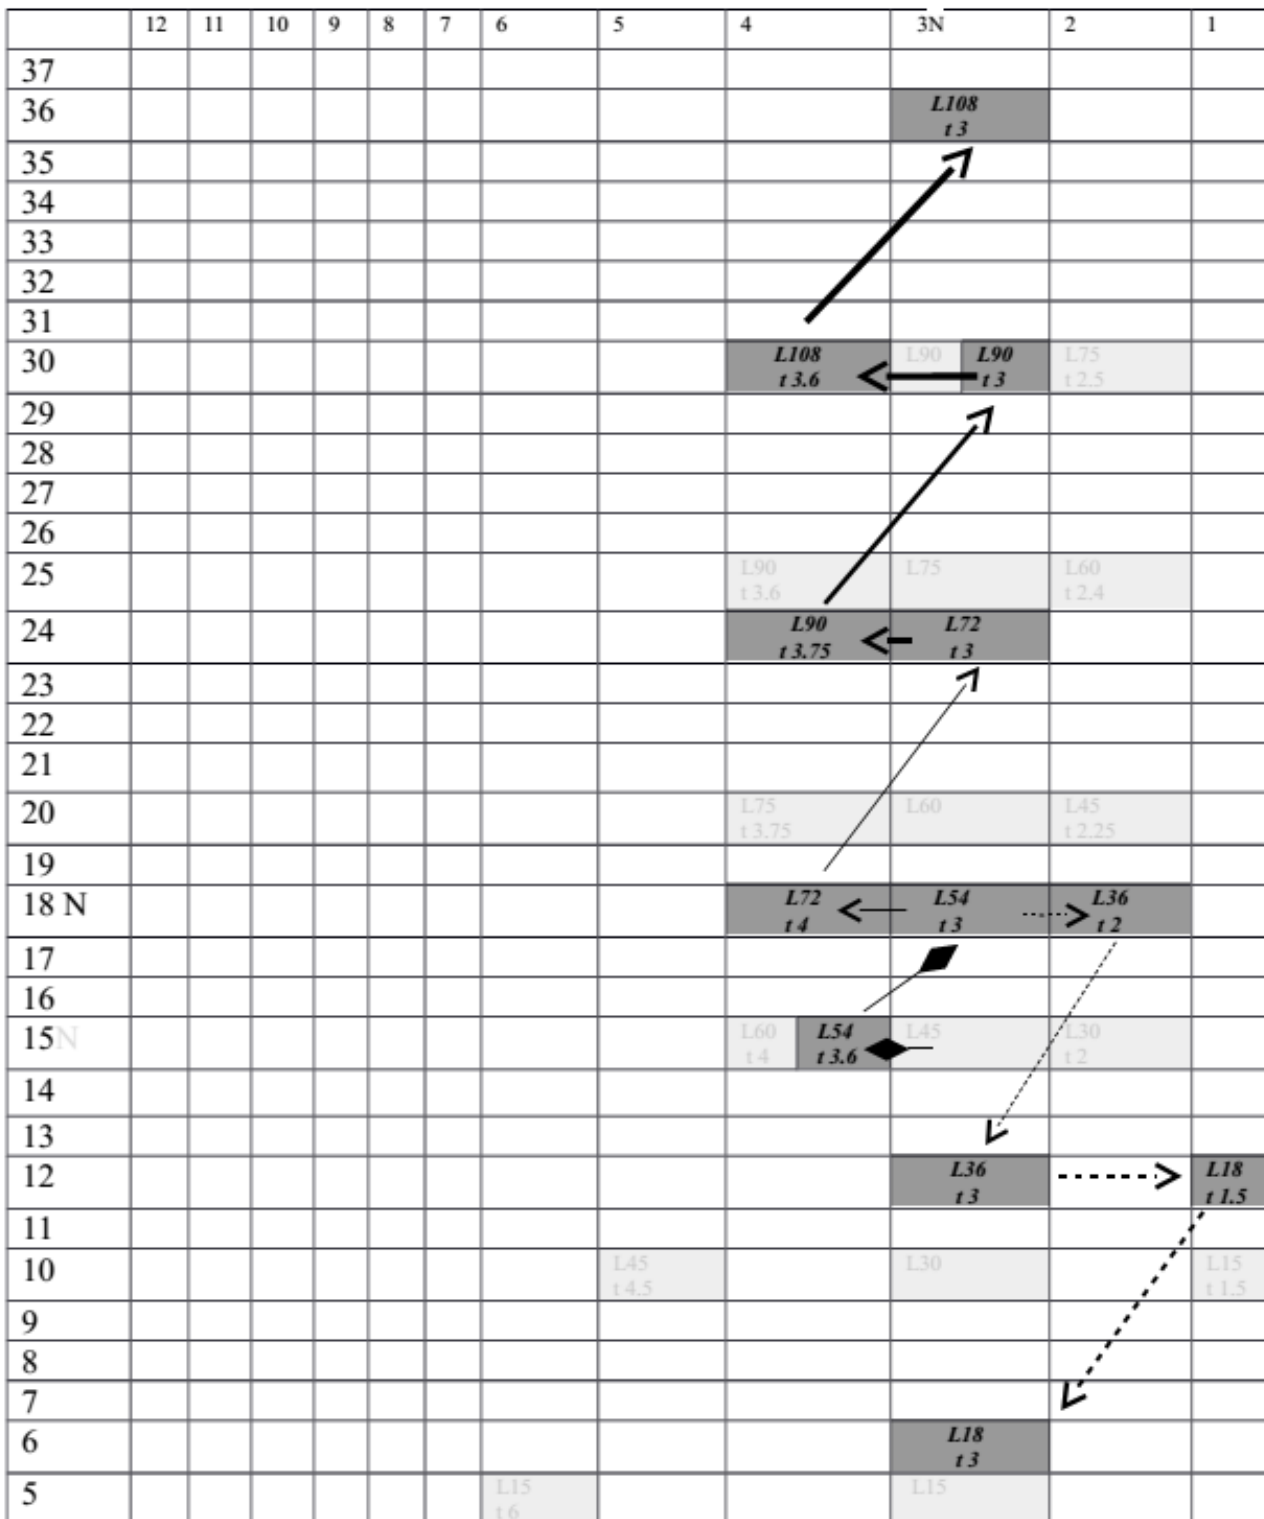 12 11 10 9 8 7 6 5 4 3N 2 1
37
36 L108
t 3
35
34
33
32
31
30 L108 L90 L90 L75
t 3.6 t 3 t 2.5
29
28
27
26
25 L90 L75 L60
t 3.6 t 2.4
24 L90 L72
t 3.75 t 3
23
22
21
20 L75 L60 L45
t 3.75 t 2.25
19
18 N L72 L54 L36
t 4 t 3 t 2
17
16
15N L60 L54 L45 L30
t 4 t 3.6 t 2
14
13
12 L36 L18
t 3 t 1.5
11
10 L45 L30 L15
t 4.5 t 1.5
9
8
7
6 L18
t 3
5 L15 L15
t 6